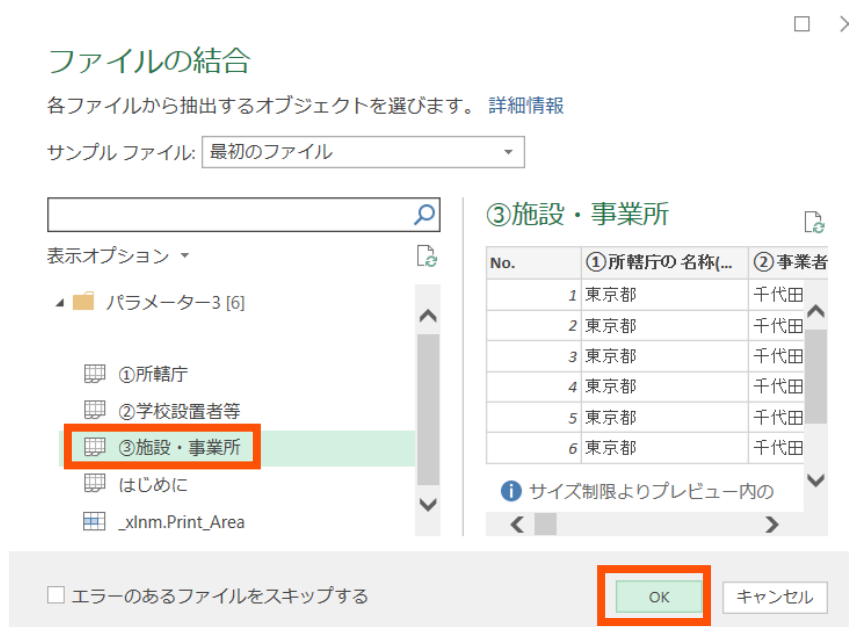 ファイルの結合
各ファイルから抽出するオブジェクトを選びます。 詳細情報
サンプル ファイル: 最初のファイル
表示オプション
パラメーター3 [6]
①所轄庁
②学校設置者等
③施設・事業所
はじめに
_xlnm.Print_Area
③施設・事業所
No. ①所轄庁の 名称(... ②事業者
1 東京都 千代田
2 東京都 千代田
3 東京都 千代田
4 東京都 千代田
5 東京都 千代田
6 東京都 千代田
サイズ制限よりプレビュー内の
エラーのあるファイルをスキップする
OK キャンセル